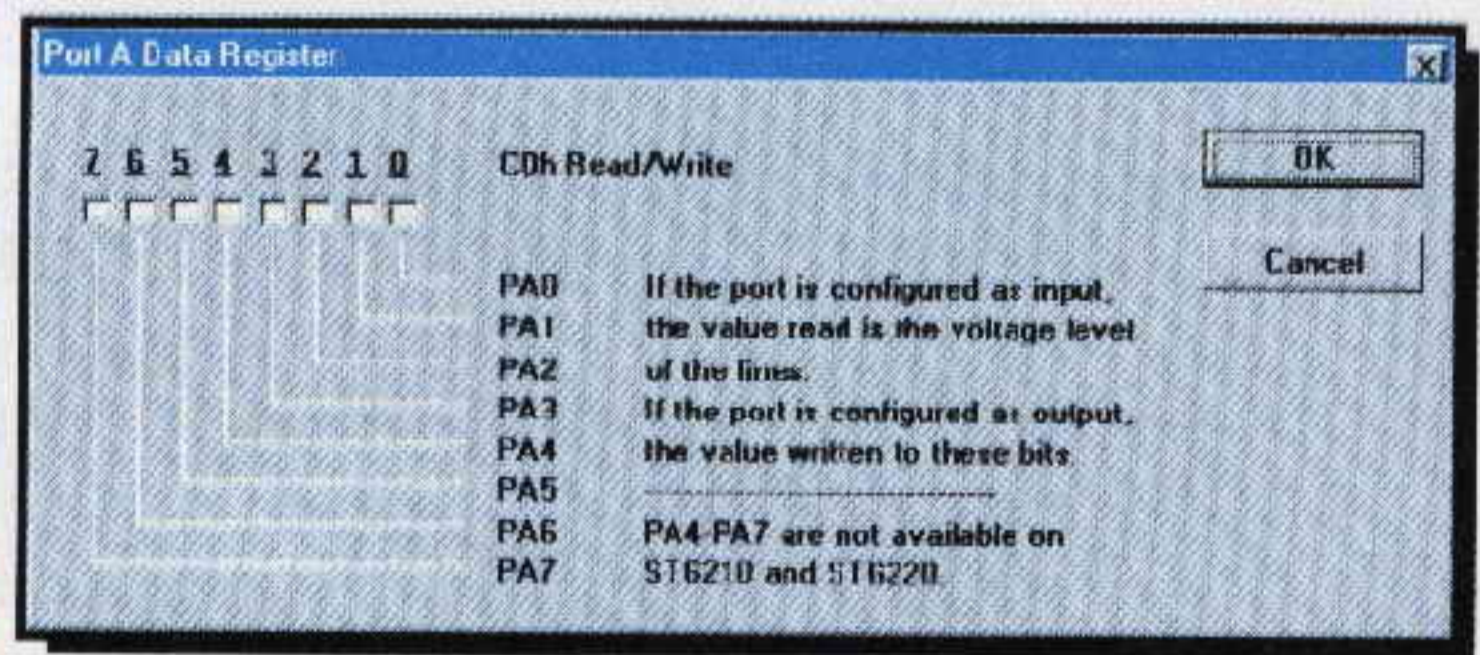 Port A Data Register
7 6 5 4 3 2 1 0
CDh Read/Write
OK
Cancel
PA0 If the port is configured as input,
PA1 the value read is the voltage level
PA2 of the lines.
PA3 If the port is configured as output,
PA4 the value written to these bits.
PA5 ----------------------------
PA6 PA4-PA7 are not available on
PA7 ST6210 and ST6220.